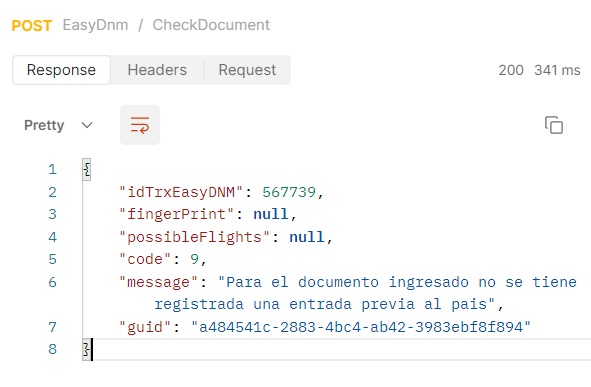 POST EasyDnm / CheckDocument
Response Headers Request 200 341 ms
Pretty
1 {
2 "idTrxEasyDNM": 567739,
3 "fingerPrint": null,
4 "possibleFlights": null,
5 "code": 9,
6 "message": "Para el documento ingresado no se tiene
registrada una entrada previa al pais",
7 "guid": "a484541c-2883-4bc4-ab42-3983ebf8f894"
8 }